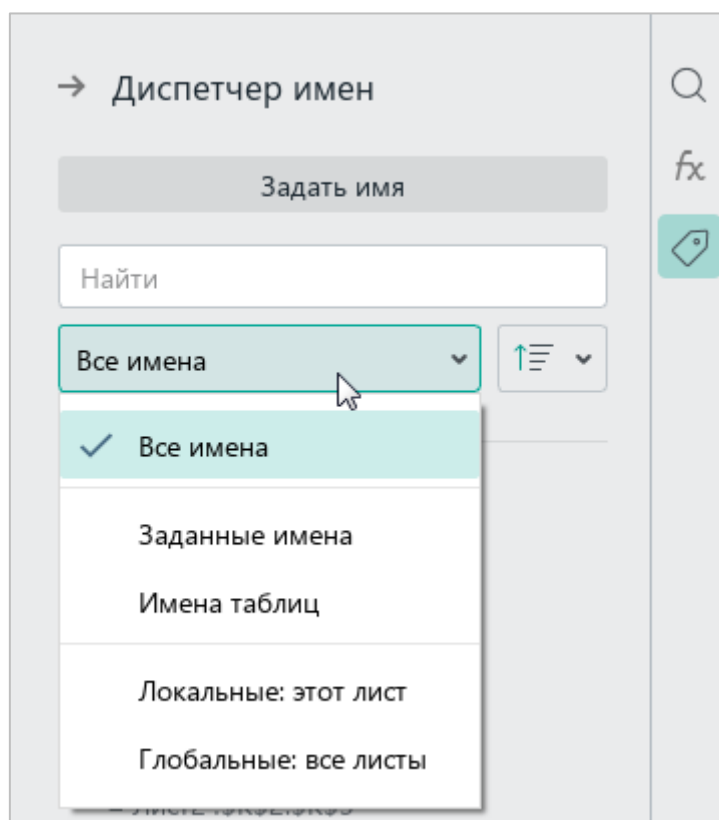 Диспетчер имен
Задать имя
fx
Найти
Все имена
Все имена
Заданные имена
Имена таблиц
Локальные: этот лист
Глобальные: все листы